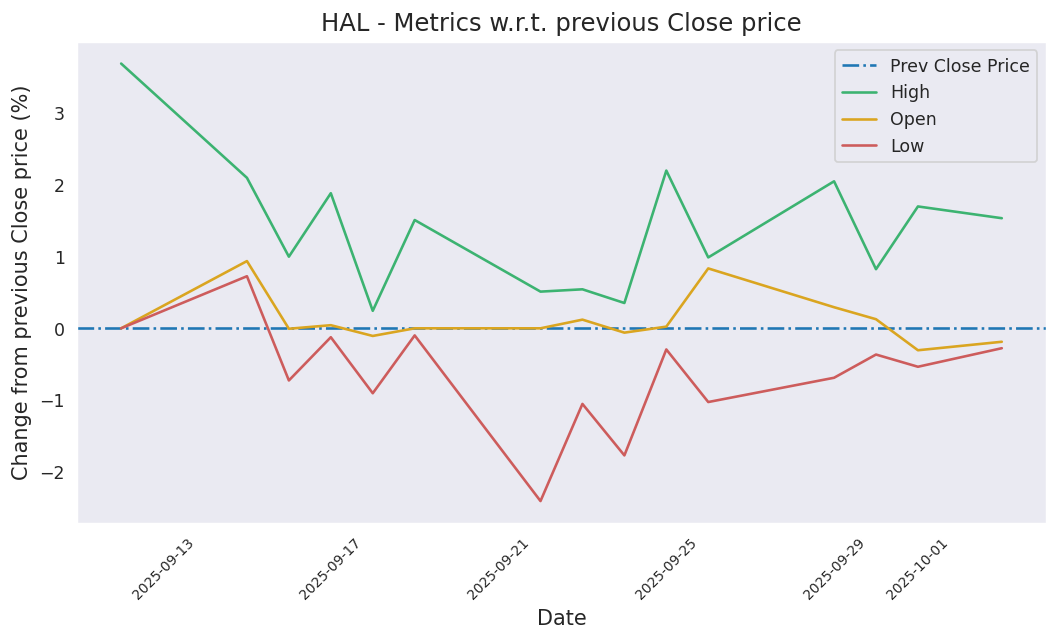 HAL - Metrics w.r.t. previous Close price
Change from previous Close price (%)
3
2
1
0
−1
−2
Prev Close Price
High
Open
Low
2025-09-13
2025-09-17
2025-09-21
2025-09-25
2025-09-29
2025-10-01
Date